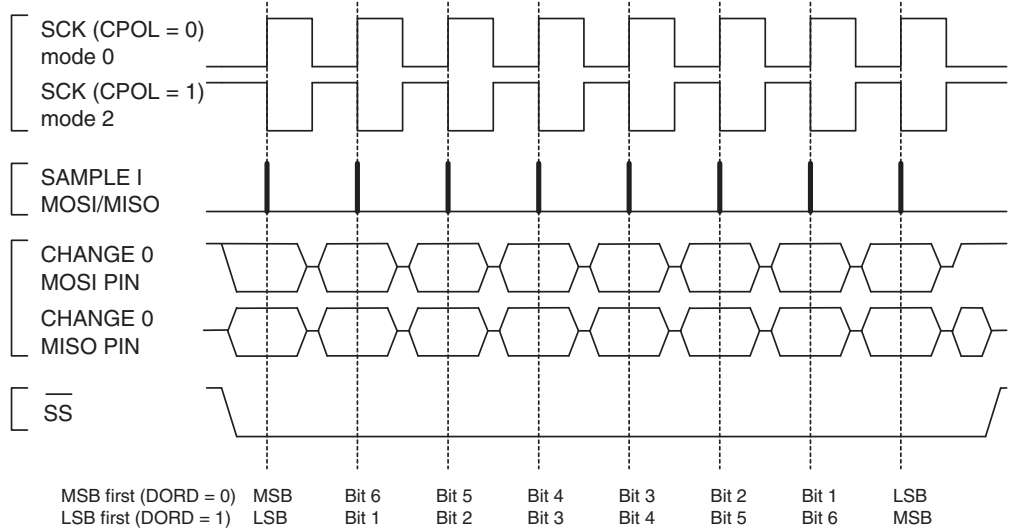 SCK (CPOL = 0)
mode 0
SCK (CPOL = 1)
mode 2
SAMPLE I
MOSI/MISO
CHANGE 0
MOSI PIN
CHANGE 0
MISO PIN
SS
MSB first (DORD = 0) MSB Bit 6 Bit 5 Bit 4 Bit 3 Bit 2 Bit 1 LSB
LSB first (DORD = 1) LSB Bit 1 Bit 2 Bit 3 Bit 4 Bit 5 Bit 6 MSB